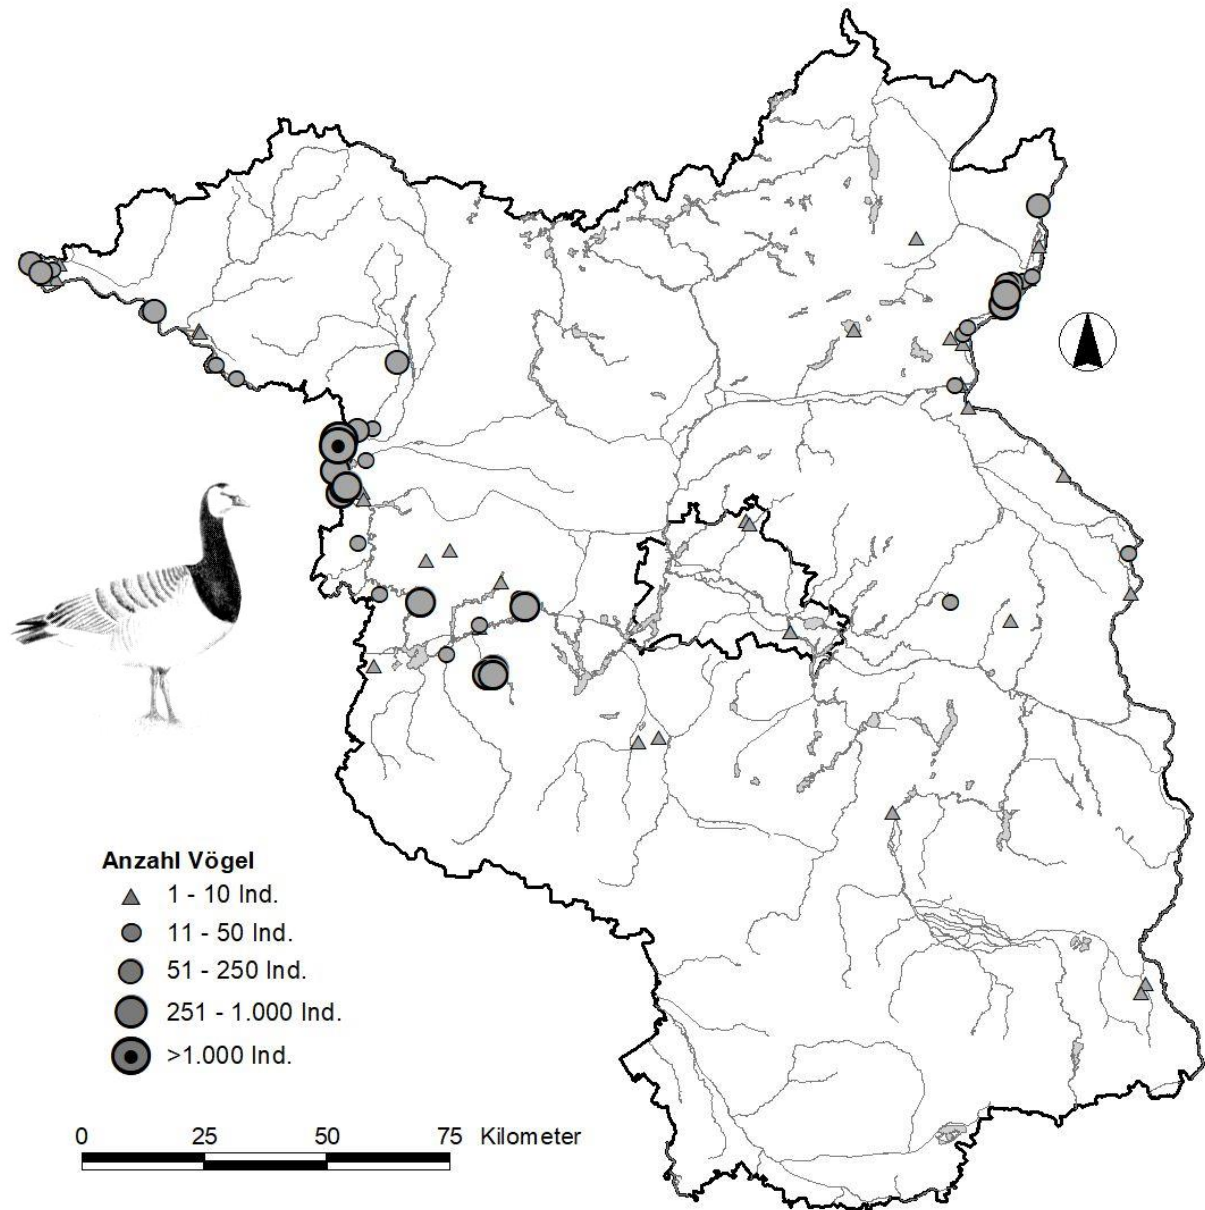 Anzahl Vögel
1 - 10 Ind.
11 - 50 Ind.
51 - 250 Ind.
251 - 1.000 Ind.
>1.000 Ind.
0 25 50 75 Kilometer